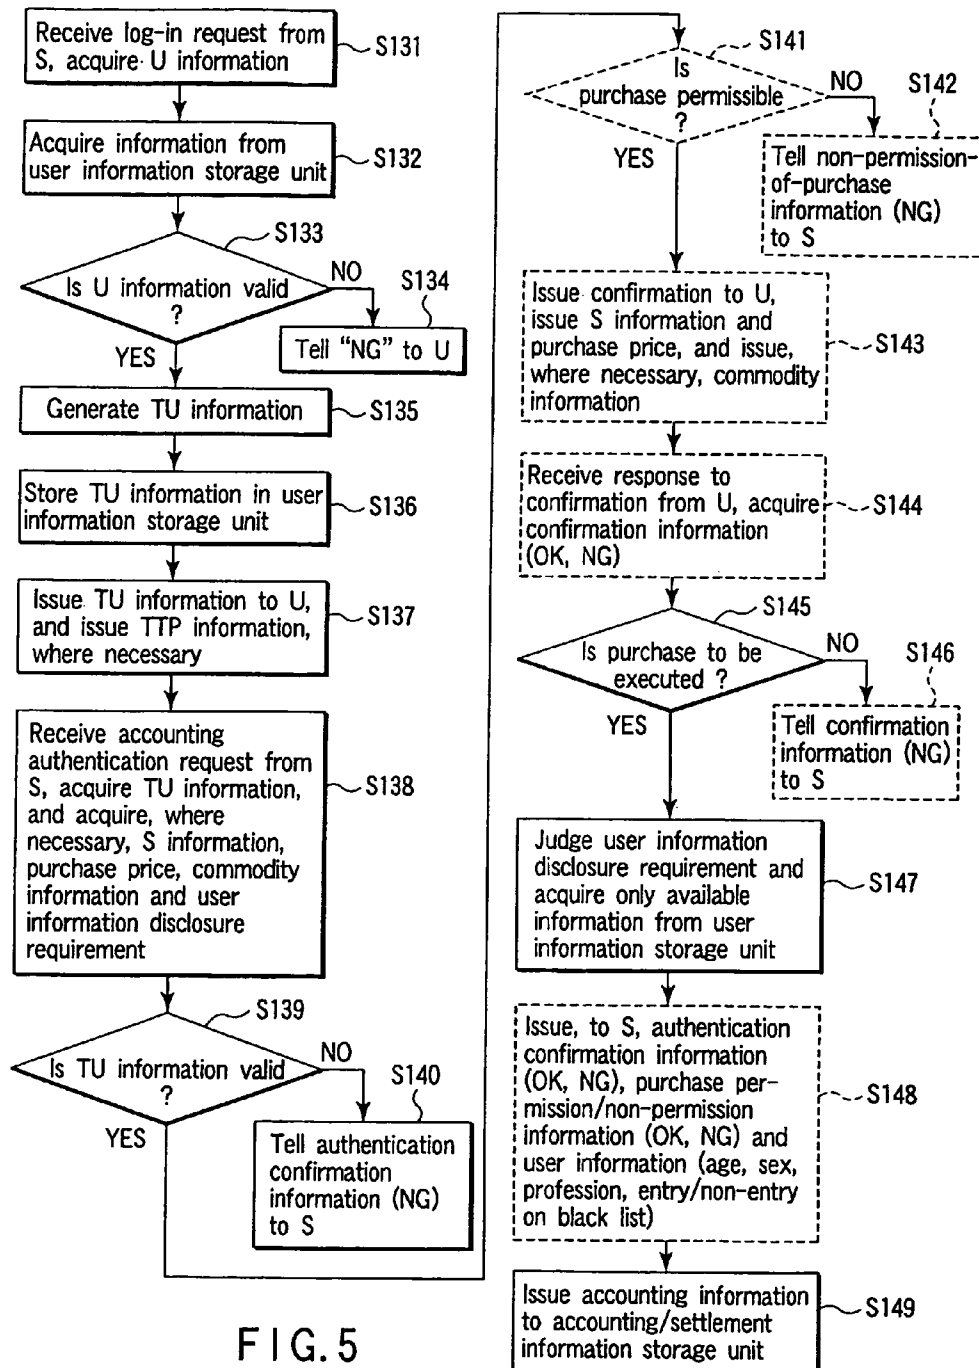 Receive log-in request from
S, acquire U information
S131
Acquire information from
user information storage unit
S132
S133
Is U information valid
?
NO
YES
S134
Tell "NG" to U
Generate TU information
S135
Store TU information in user
information storage unit
S136
Issue TU information to U,
and issue TTP information,
where necessary
S137
Receive accounting
authentication request from
S, acquire TU information,
and acquire, where
necessary, S information,
purchase price, commodity
information and user
information disclosure
requirement
S138
S139
Is TU information valid
?
NO
YES
S140
Tell authentication
confirmation
information (NG)
to S
S141
Is
purchase permissible
?
NO
YES
S142
Tell non-permission-
of-purchase
information (NG)
to S
Issue confirmation to U,
issue S information and
purchase price, and issue,
where necessary, commodity
information
S143
Receive response to
confirmation from U, acquire
confirmation information
(OK, NG)
S144
S145
Is purchase to be
executed ?
NO
YES
S146
Tell confirmation
information (NG)
to S
Judge user information
disclosure requirement and
acquire only available
information from user
information storage unit
S147
Issue, to S, authentication
confirmation information
(OK, NG), purchase per-
mission/non-permission
information (OK, NG) and
user information (age, sex,
profession, entry/non-entry
on black list)
S148
Issue accounting information
to accounting/settlement
information storage unit
S149
FIG. 5